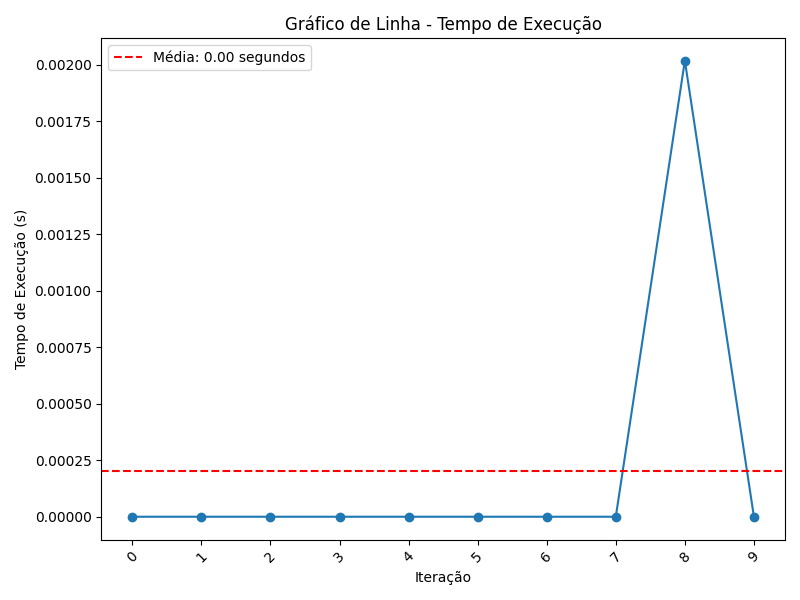 Gráfico de Linha - Tempo de Execução
Média: 0.00 segundos
Tempo de Execução (s)
0.00200
0.00175
0.00150
0.00125
0.00100
0.00075
0.00050
0.00025
0.00000
0 1 2 3 4 5 6 7 8 9
Iteração